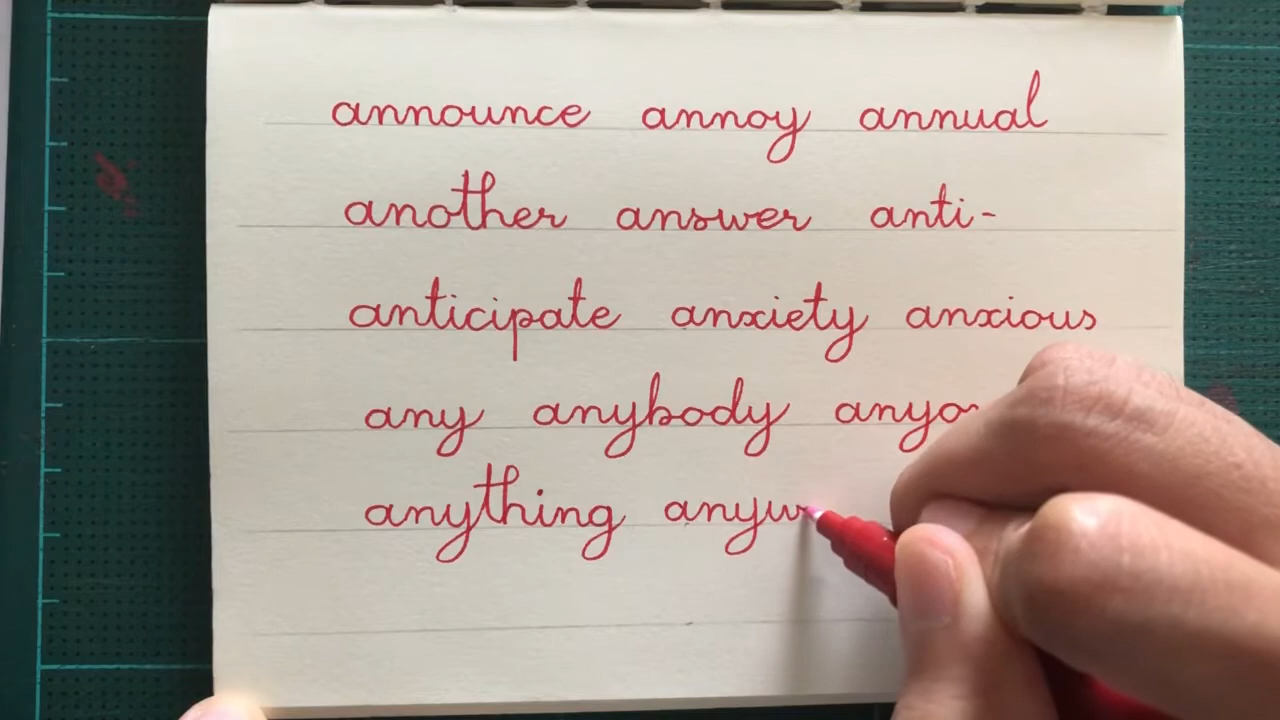 announce annoy annual
another answer anti-
anticipate anxiety anxious
any anybody
anything